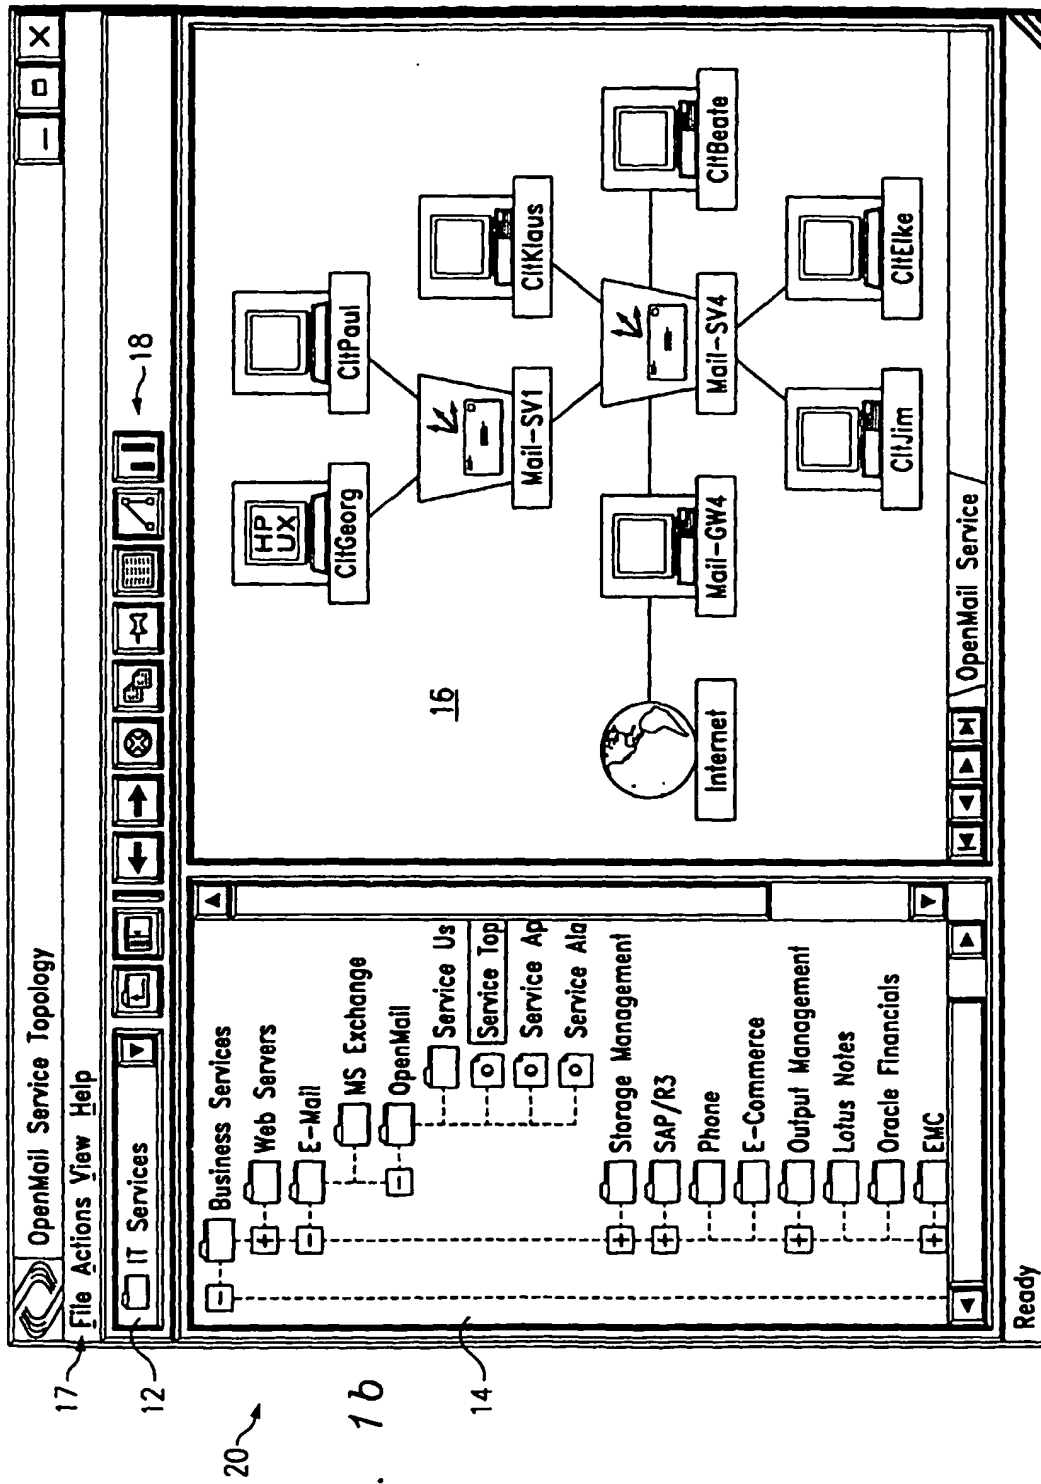 OpenMail Service Topology
File Actions View Help
IT Services
Business Services
Web Servers
E-Mail
MS Exchange
OpenMail
Service Us
Service Top
Service Ap
Service Ala
Storage Management
SAP/R3
Phone
E-Commerce
Output Management
Lotus Notes
Oracle Financials
EMC
HP
UX
CltGeorg
CltPaul
Mail-SV1
CltKlaus
Internet
Mail-GW4
Mail-SV4
CltBeate
CltJim
CltElke
OpenMail Service
Ready
17
12
20
14
16
18
1b